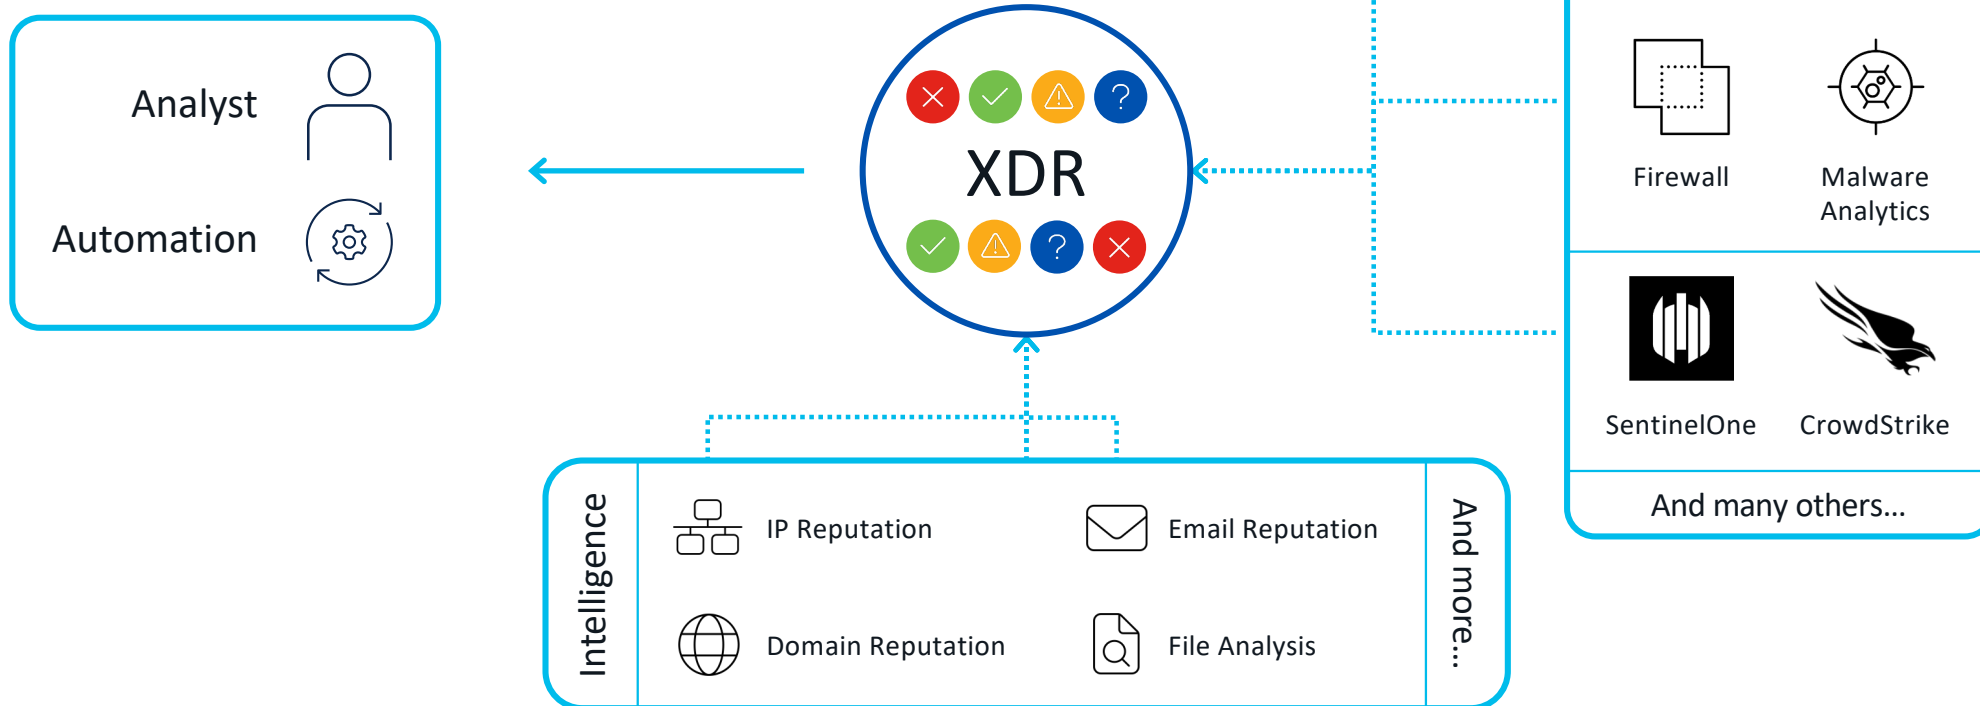 Analyst
Automation
XDR
Firewall
Malware
Analytics
SentinelOne
CrowdStrike
And many others...
Intelligence
IP Reputation
Email Reputation
Domain Reputation
File Analysis
And more...